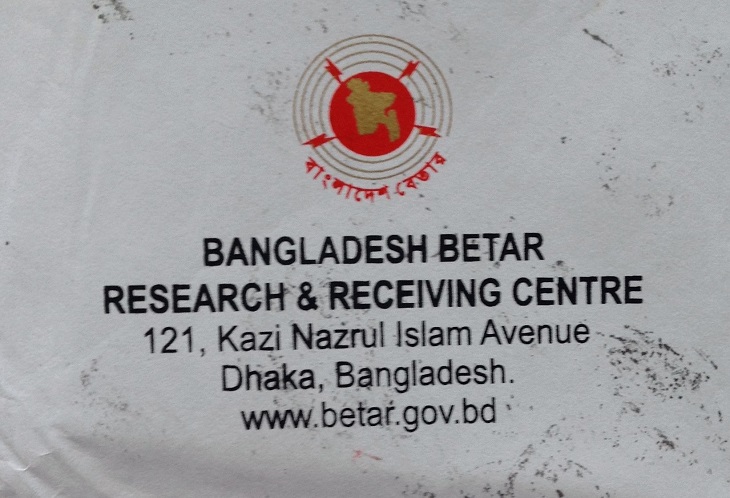 বাংলাদেশ বেতার
BANGLADESH BETAR
RESEARCH & RECEIVING CENTRE
121, Kazi Nazrul Islam Avenue
Dhaka, Bangladesh.
www.betar.gov.bd